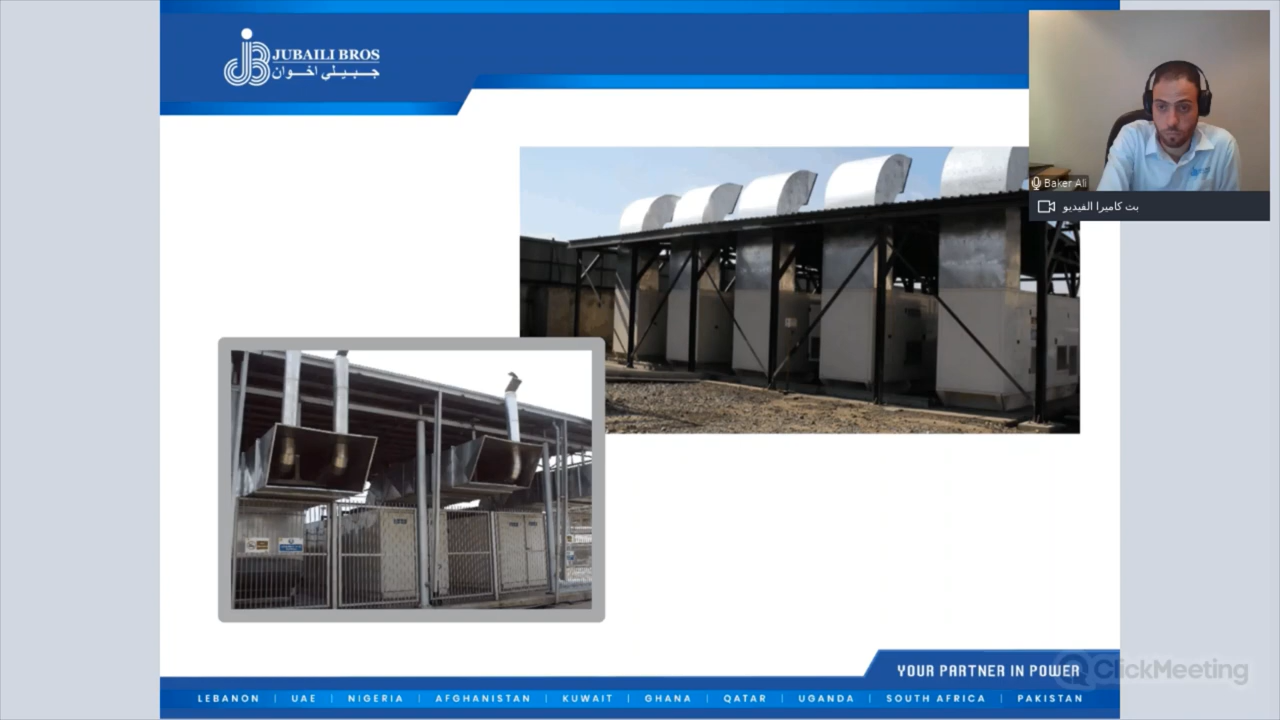 JUBAILI BROS
جبيلي اخوان
Baker Ali
بث كاميرا الفيديو
YOUR PARTNER IN POWER
ClickMeeting
LEBANON | UAE | NIGERIA | AFGHANISTAN | KUWAIT | GHANA | QATAR | UGANDA | SOUTH AFRICA | PAKISTAN